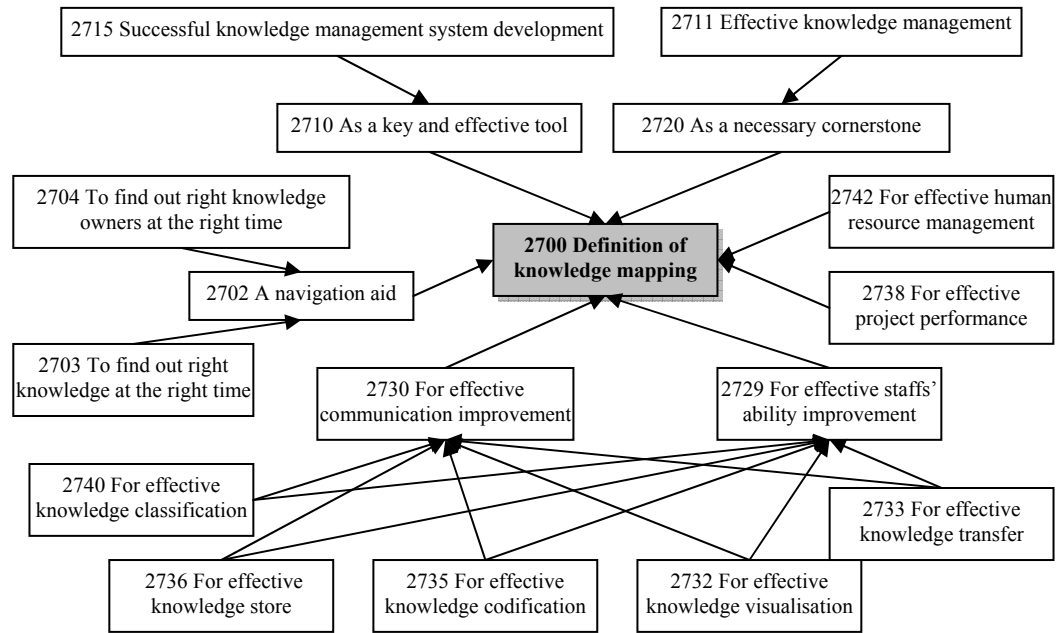 2715 Successful knowledge management system development
2711 Effective knowledge management
2710 As a key and effective tool
2720 As a necessary cornerstone
2704 To find out right knowledge
owners at the right time
2742 For effective human
resource management
2700 Definition of
knowledge mapping
2702 A navigation aid
2738 For effective
project performance
2703 To find out right
knowledge at the right time
2730 For effective
communication improvement
2729 For effective staffs’
ability improvement
2740 For effective
knowledge classification
2733 For effective
knowledge transfer
2736 For effective
knowledge store
2735 For effective
knowledge codification
2732 For effective
knowledge visualisation